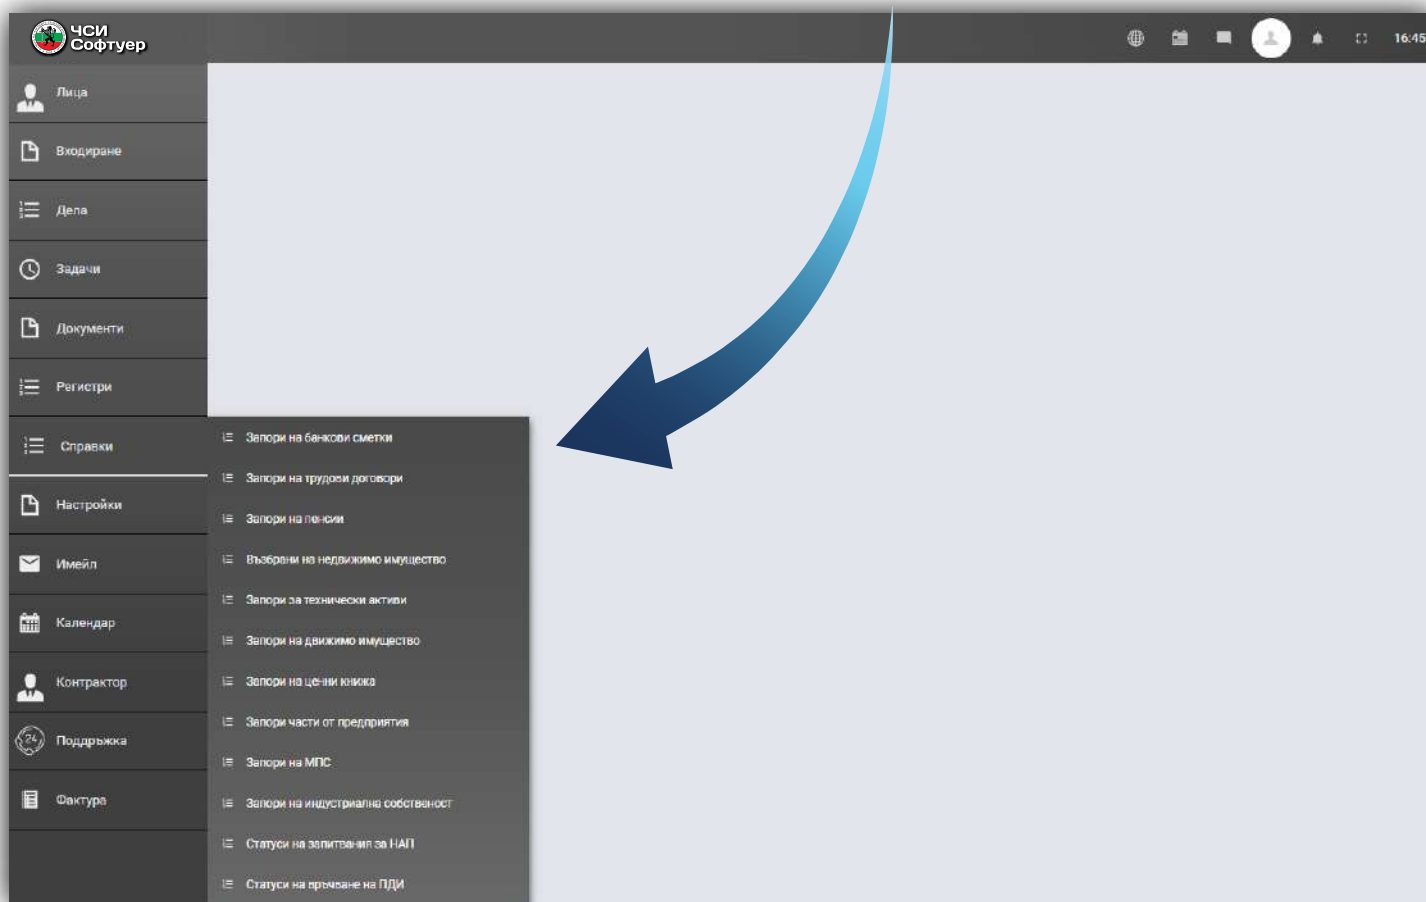 ЧСИ
Софтуер
16:45
Лица
Входиране
Дела
Задачи
Документи
Регистри
Справки
Настройки
Имейл
Календар
Контрактор
24
Поддръжка
Фактура
Запори на банкови сметки
Запори на трудови договори
Запори на пенсии
Възбрани на недвижимо имущество
Запори за технически активи
Запори на движимо имущество
Запори на ценни книжа
Запори части от предприятия
Запори на МПС
Запори на индустриална собственост
Статуси на запитвания за НАП
Статуси на връчване на ПДИ